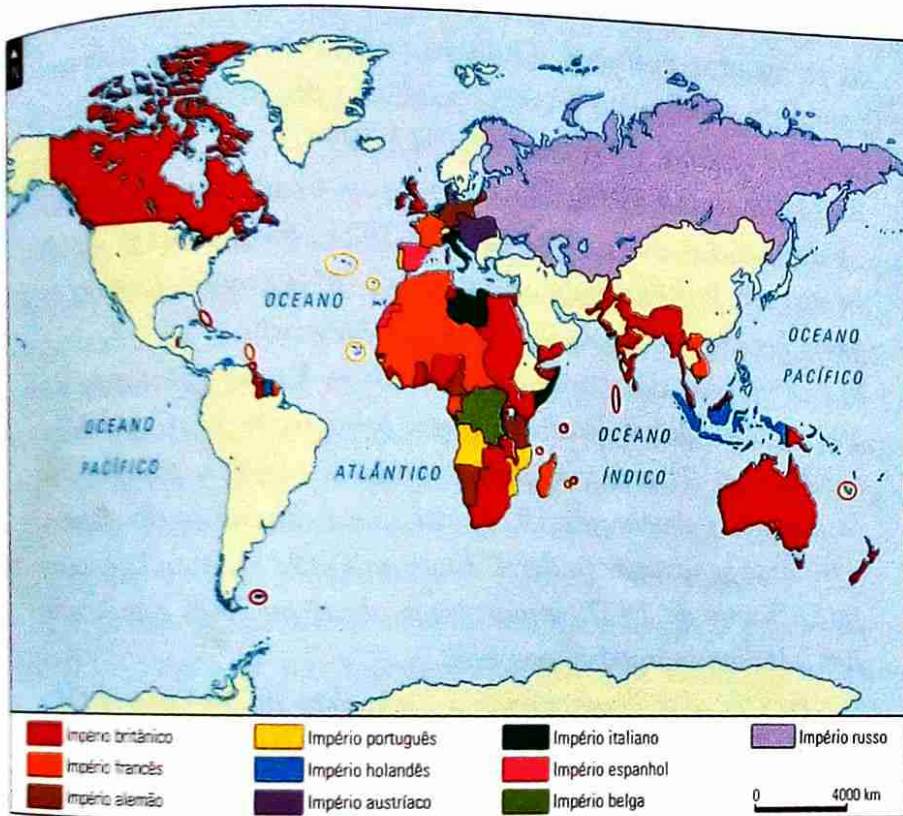 N
OCEANO
OCEANO
PACÍFICO
OCEANO
PACÍFICO
ATLÂNTICO
OCEANO
ÍNDICO
Império britânico
Império francês
Império alemão
Império português
Império holandês
Império austríaco
Império italiano
Império espanhol
Império belga
Império russo
0 4000 km